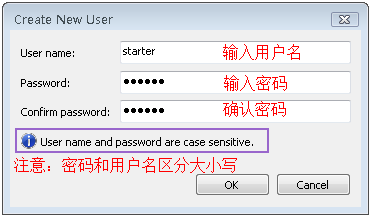 Create New User
User name: starter 输入用户名
Password: ●●●●●● 输入密码
Confirm password: ●●●●●● 确认密码
User name and password are case sensitive.
注意：密码和用户名区分大小写
OK Cancel